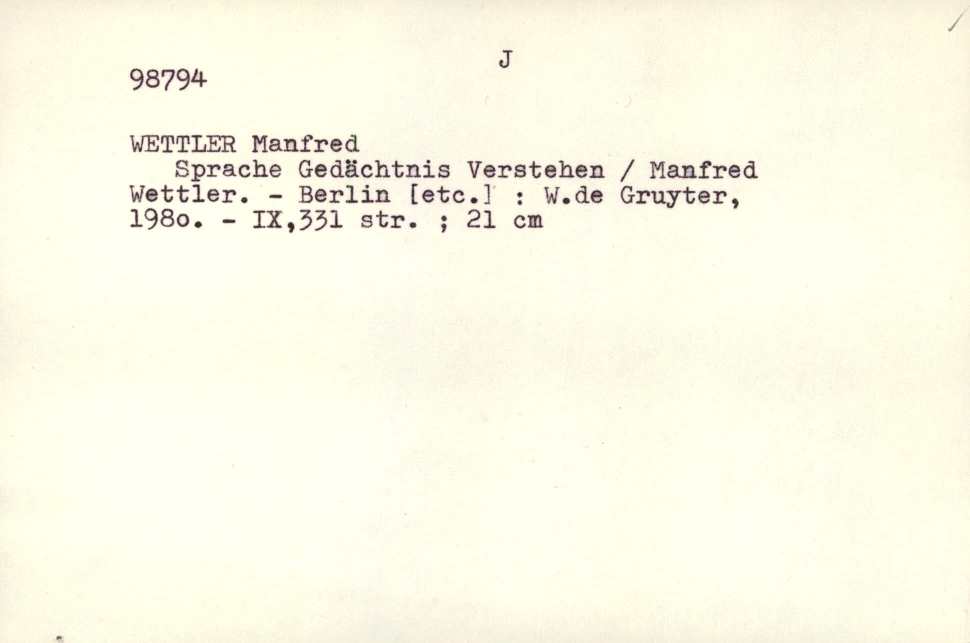 J
98794
WETTLER Manfred
Sprache Gedächtnis Verstehen / Manfred
Wettler. - Berlin [etc.] : W.de Gruyter,
198o. - IX,331 str. ; 21 cm